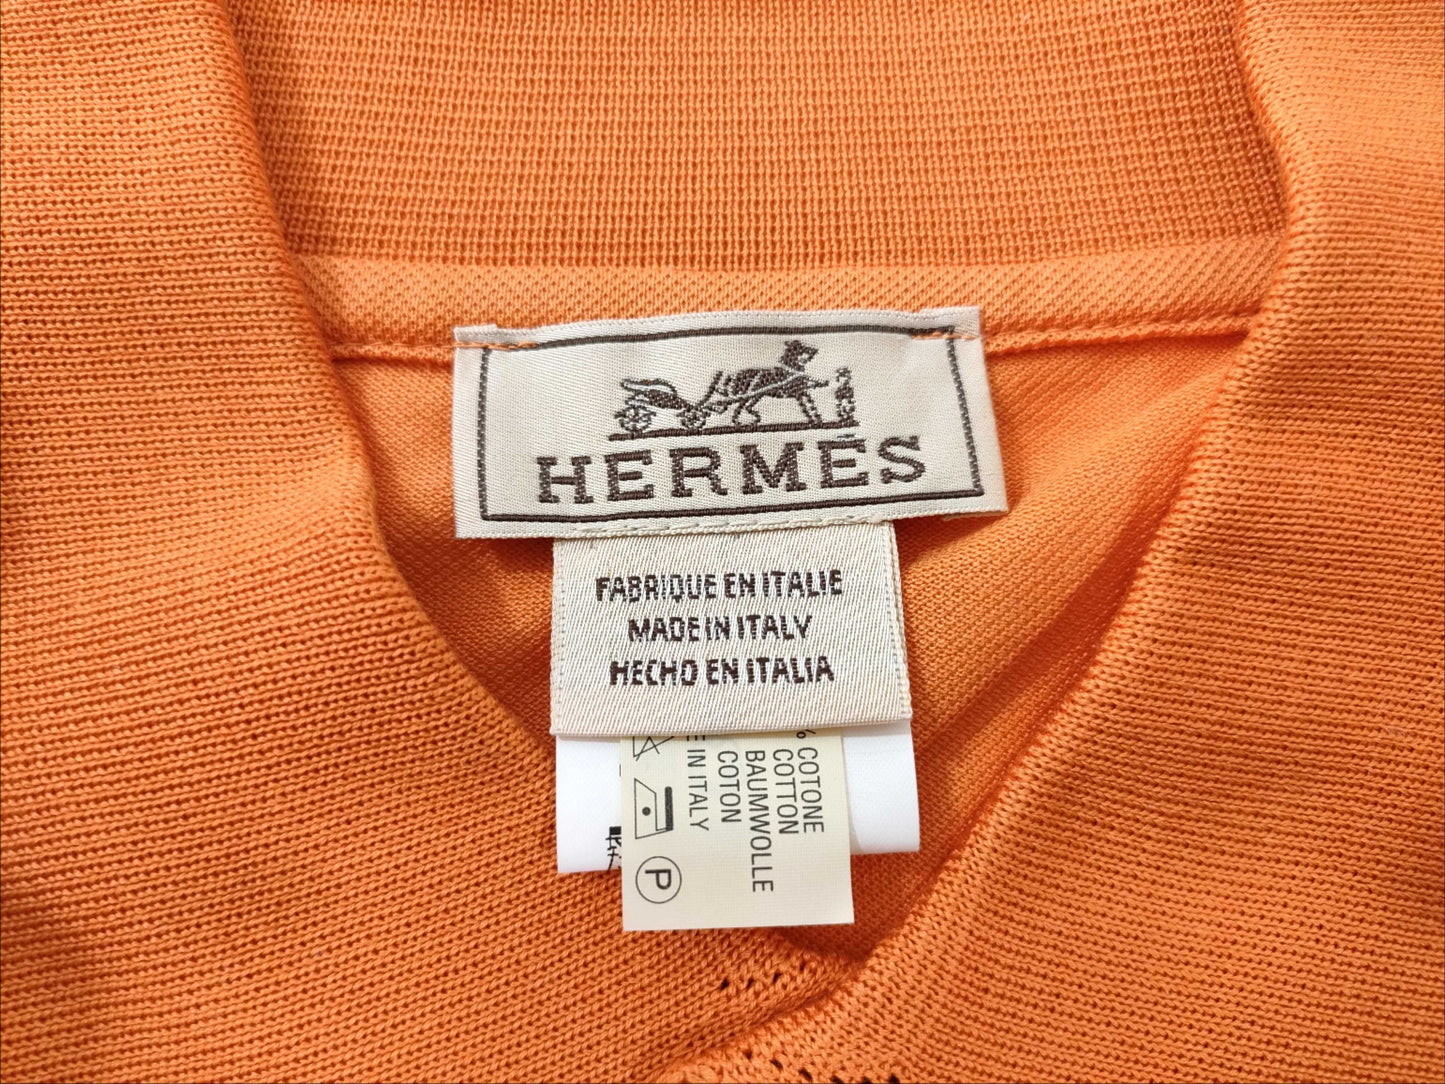 HERMÈS
FABRIQUE EN ITALIE
MADE IN ITALY
HECHO EN ITALIA
% COTONE
COTTON
BAUMWOLLE
COTON
IN ITALY
P